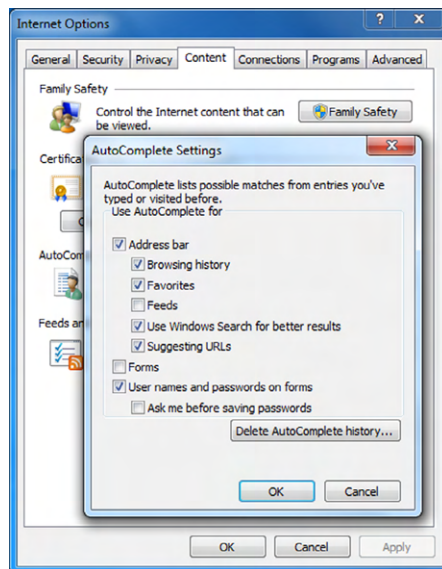 Internet Options
General Security Privacy Content Connections Programs Advanced
Family Safety
Control the Internet content that can
be viewed.
Family Safety
AutoComplete Settings
AutoComplete lists possible matches from entries you've
typed or visited before.
Use AutoComplete for
Address bar
Browsing history
Favorites
Feeds
Use Windows Search for better results
Suggesting URLs
Forms
User names and passwords on forms
Ask me before saving passwords
Delete AutoComplete history...
OK Cancel
Certifica
AutoCom
Feeds an
OK Cancel Apply